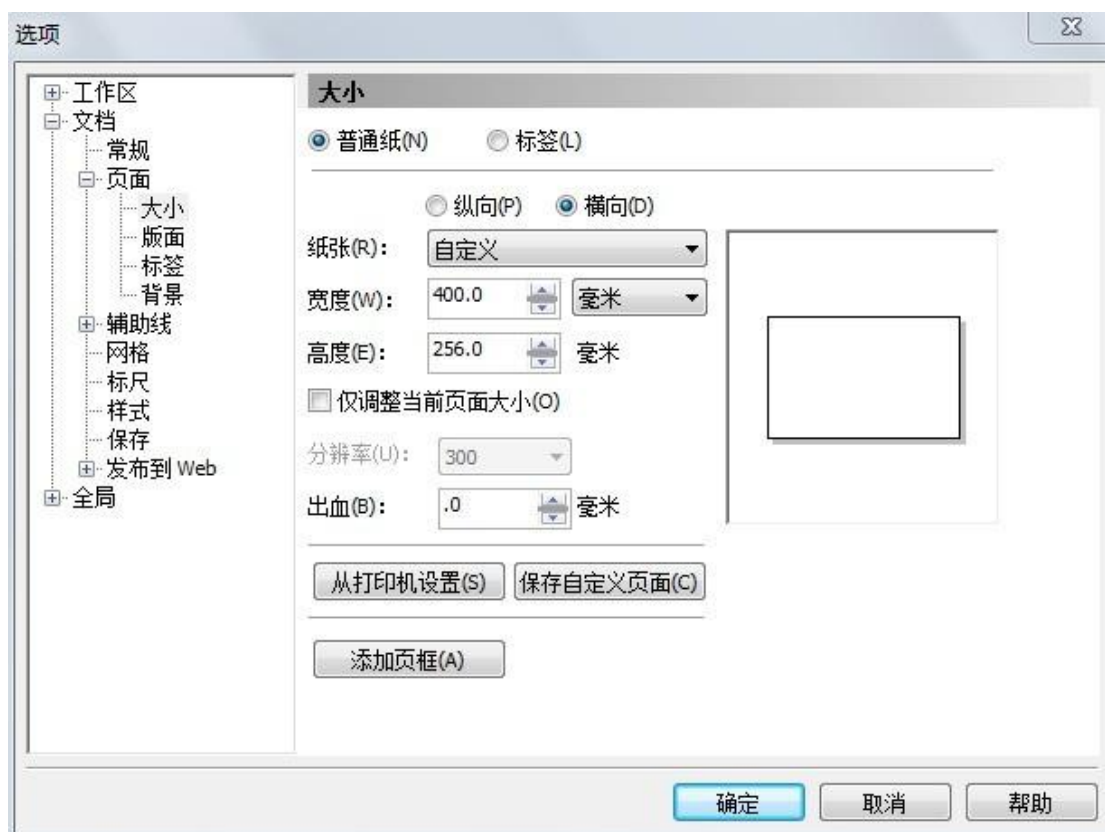 选项
工作区
文档
常规
页面
大小
版面
标签
背景
辅助线
网格
标尺
样式
保存
发布到 Web
全局
大小
普通纸(N) 标签(L)
纵向(P) 横向(D)
纸张(R): 自定义
宽度(W): 400.0 毫米
高度(E): 256.0 毫米
仅调整当前页面大小(O)
分辨率(U): 300
出血(B): .0 毫米
从打印机设置(S) 保存自定义页面(C)
添加页框(A)
确定 取消 帮助